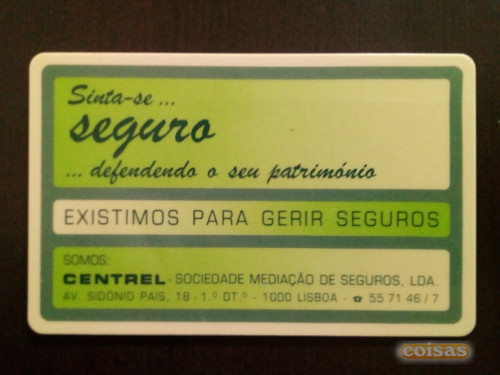 Sinta-se ...
seguro
... defendendo o seu património
EXISTIMOS PARA GERIR SEGUROS
SOMOS:
CENTREL - SOCIEDADE MEDIAÇÃO DE SEGUROS, LDA.
AV. SIDÓNIO PAIS, 18 - 1.º DT.º - 1000 LISBOA - ☎ 55 71 46 / 7
coisas